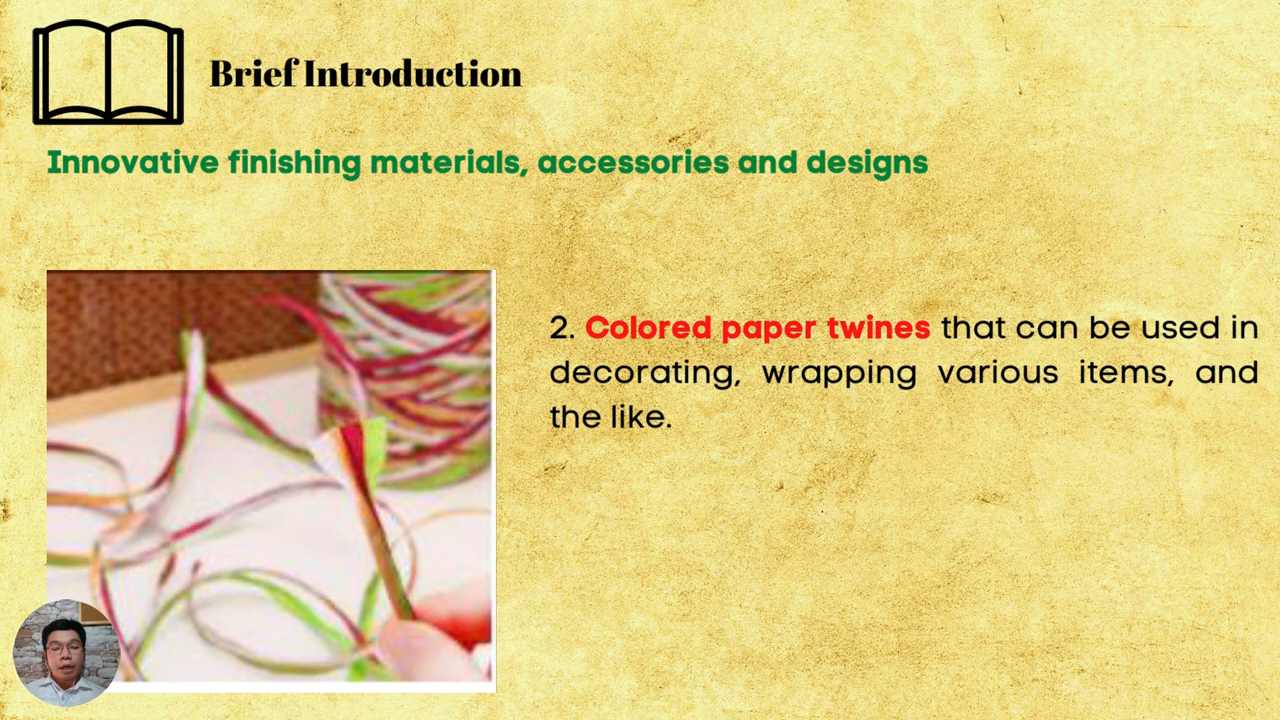 Brief Introduction
Innovative finishing materials, accessories and designs
2. Colored paper twines that can be used in
decorating, wrapping various items, and
the like.